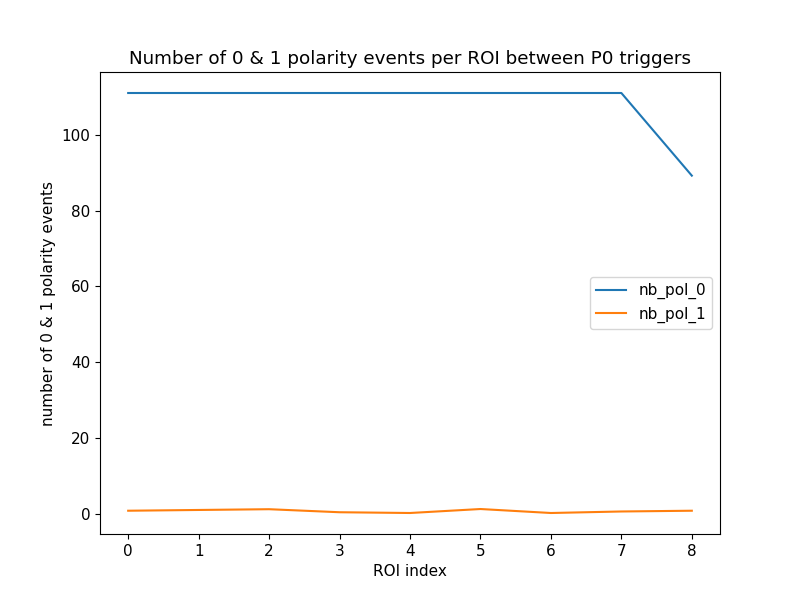 Number of 0 & 1 polarity events per ROI between P0 triggers
number of 0 & 1 polarity events
100
80
60
40
20
0
nb_pol_0
nb_pol_1
0 1 2 3 4 5 6 7 8
ROI index